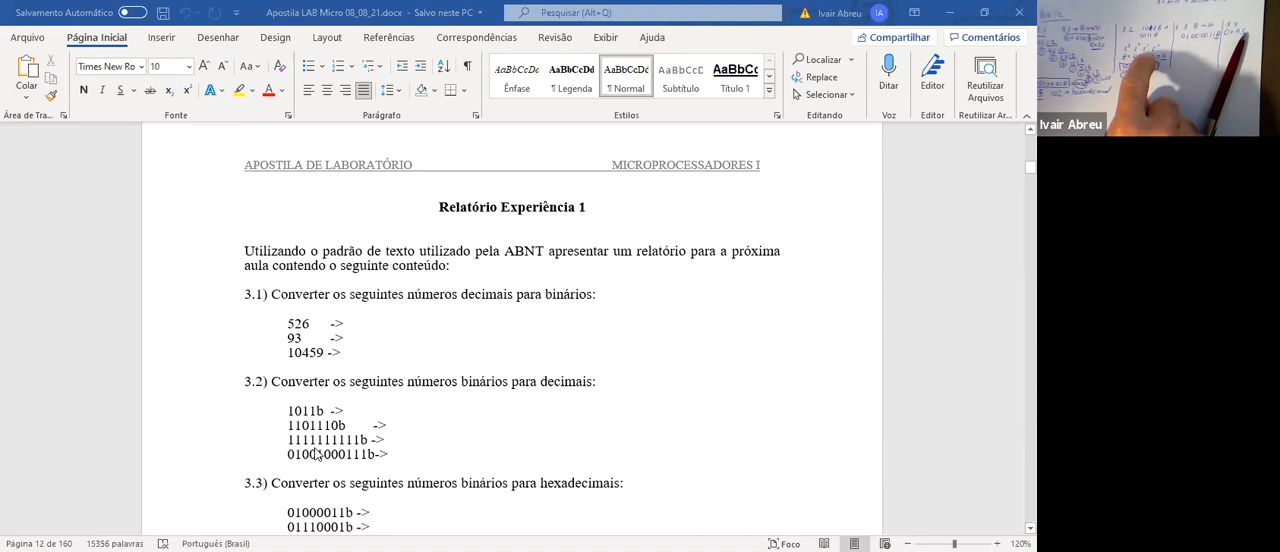 Salvamento Automático
Apostila LAB Micro 08_08_21.docx - Salvo neste PC
Pesquisar (Alt+Q)
Ivair Abreu
IA
Arquivo
Página Inicial
Inserir
Desenhar
Design
Layout
Referências
Correspondências
Revisão
Exibir
Ajuda
Compartilhar
Comentários
Colar
Times New Ro
10
N
I
S
AaBbCcDc
Ênfase
AaBbCcDd
¶ Legenda
AaBbCcDc
¶ Normal
AaBbCc
Subtítulo
AaBbCcD
Título 1
Localizar
Replace
Selecionar
Ditar
Editor
Reutilizar
Arquivos
Área de Tra...
Fonte
Parágrafo
Estilos
Editando
Voz
Editor
Reutilizar Ar...
Ivair Abreu
APOSTILA DE LABORATÓRIO MICROPROCESSADORES I
Relatório Experiência 1
Utilizando o padrão de texto utilizado pela ABNT apresentar um relatório para a próxima
aula contendo o seguinte conteúdo:
3.1) Converter os seguintes números decimais para binários:
526 ->
93 ->
10459 ->
3.2) Converter os seguintes números binários para decimais:
1011b ->
1101110b ->
1111111111b ->
3.3) Converter os seguintes números binários para hexadecimais:
01000011b ->
01110001b ->
Página 12 de 160
15356 palavras
Português (Brasil)
Foco
120%